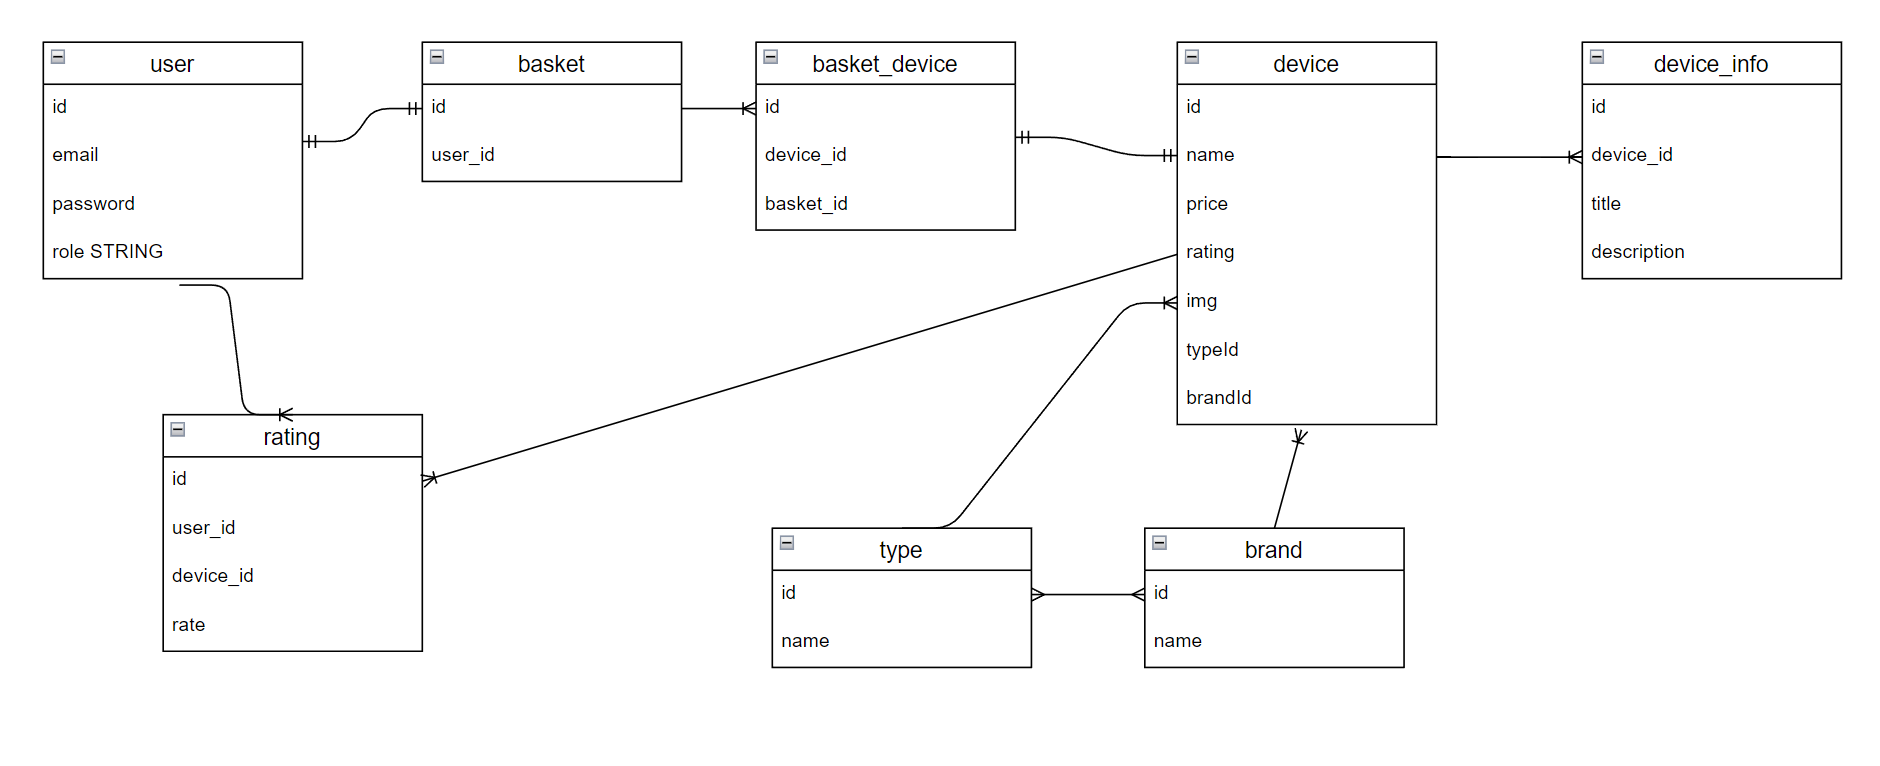 user
id
email
password
role STRING
basket
id
user_id
basket_device
id
device_id
basket_id
device
id
name
price
rating
img
typeId
brandId
device_info
id
device_id
title
description
rating
id
user_id
device_id
rate
type
id
name
brand
id
name